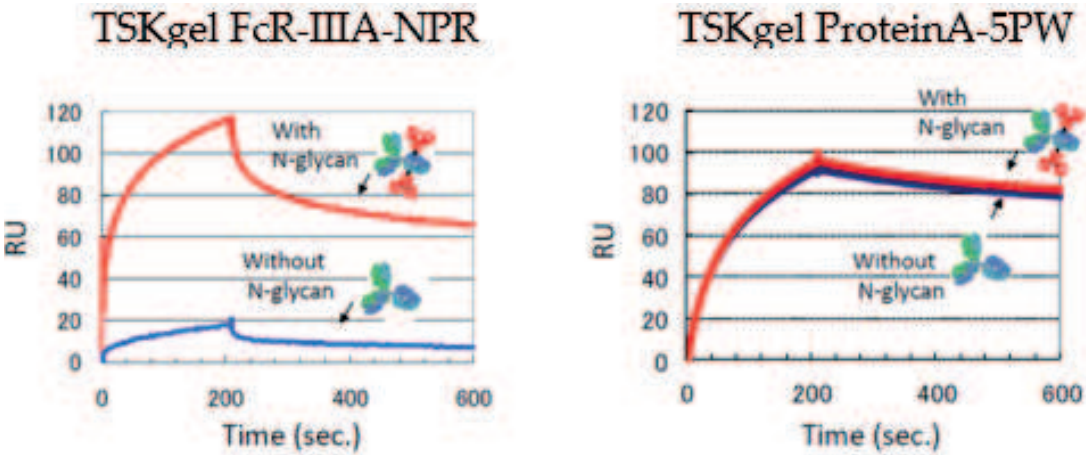 TSKgel FcR-IIIA-NPR
120
100
80
60
40
20
0
RU
With
N-glycan
Without
N-glycan
0
200
400
600
Time (sec.)
TSKgel ProteinA-5PW
120
100
80
60
40
20
0
RU
With
N-glycan
Without
N-glycan
0
200
400
600
Time (sec.)